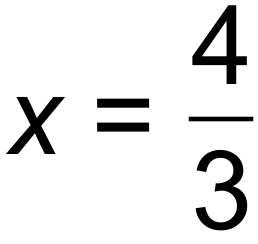 x = 4/3